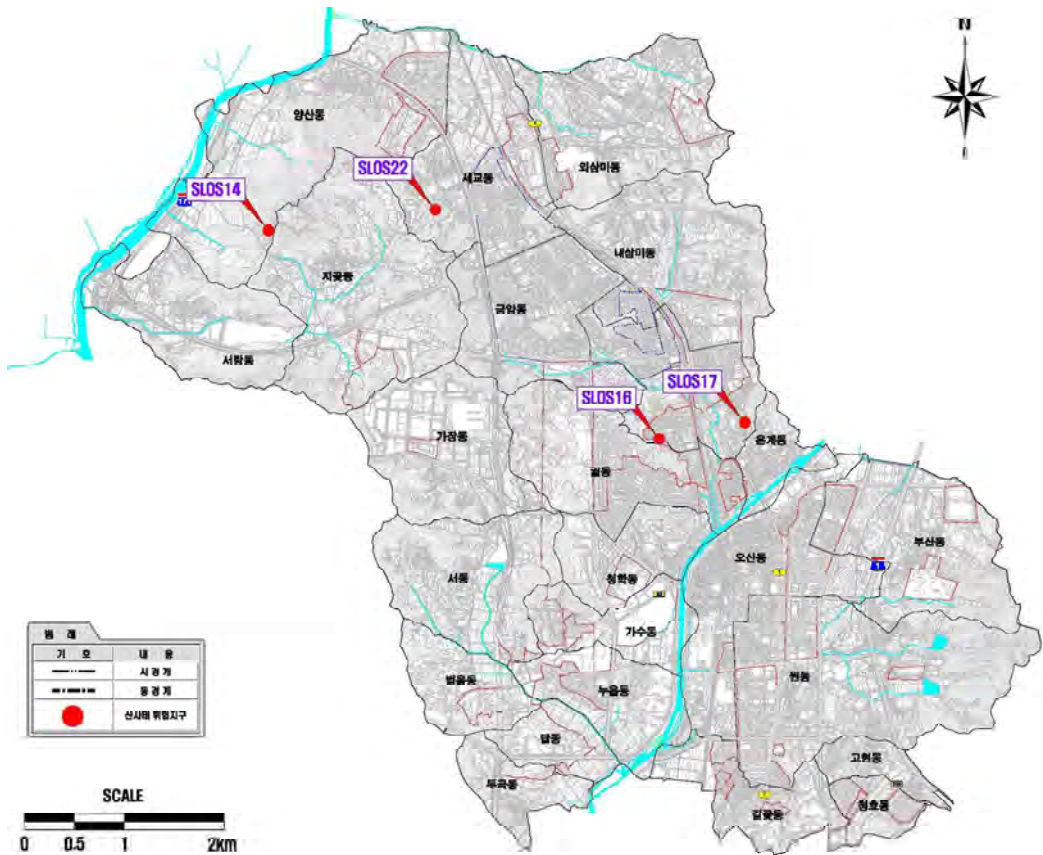 N
양산동
SLOS22
세교동
외삼미동
SLOS14
내삼미동
지곶동
금암동
서랑동
SLOS17
SLOS16
가장동
은계동
궐동
부산동
오산동
1
서동
청학동
가수동
벌음동
누읍동
원동
탑동
두곡동
고현동
갈곶동
청호동
범 례
기 호
내 용
시 경 계
동 경 계
산사태 위험지구
SCALE
0 0.5 1 2km